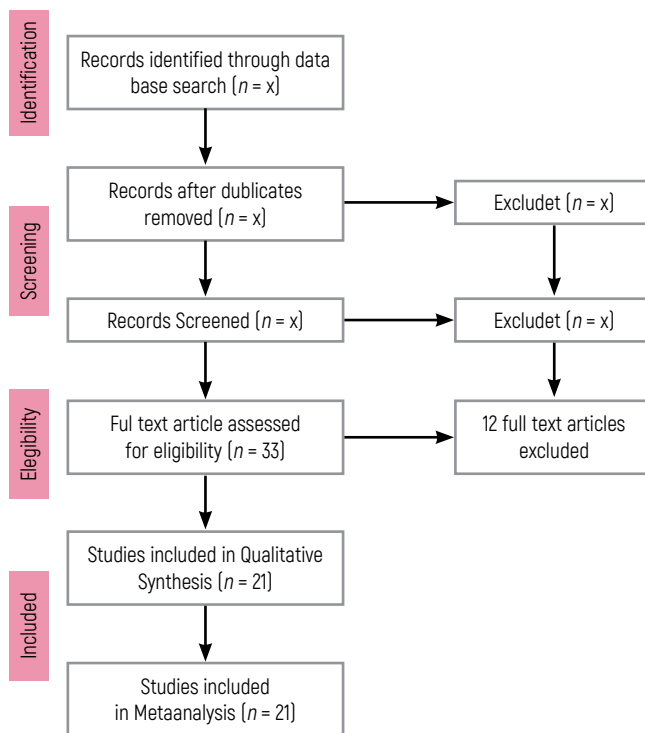 Identification
Records identified through data
base search (n = x)
Screening
Records after dublicates
removed (n = x)
Excludet (n = x)
Records Screened (n = x)
Excludet (n = x)
Elegibility
Ful text article assessed
for eligibility (n = 33)
12 full text articles
excluded
Included
Studies included in Qualitative
Synthesis (n = 21)
Studies included
in Metaanalysis (n = 21)